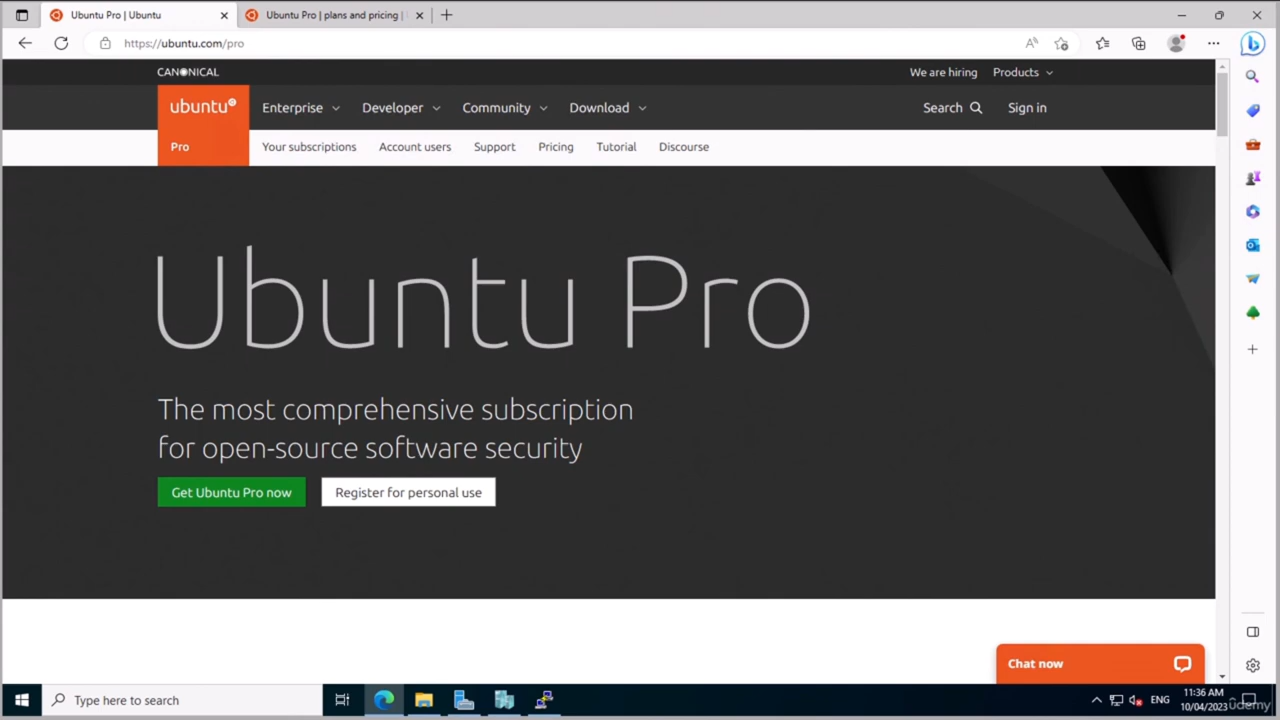 Ubuntu Pro | Ubuntu
Ubuntu Pro | plans and pricing |
https://ubuntu.com/pro
CANONICAL
We are hiring
Products
ubuntu
Enterprise
Developer
Community
Download
Search
Sign in
Pro
Your subscriptions
Account users
Support
Pricing
Tutorial
Discourse
Ubuntu Pro
The most comprehensive subscription
for open-source software security
Get Ubuntu Pro now
Register for personal use
Chat now
Type here to search
ENG
11:36 AM
10/04/2023
udemy